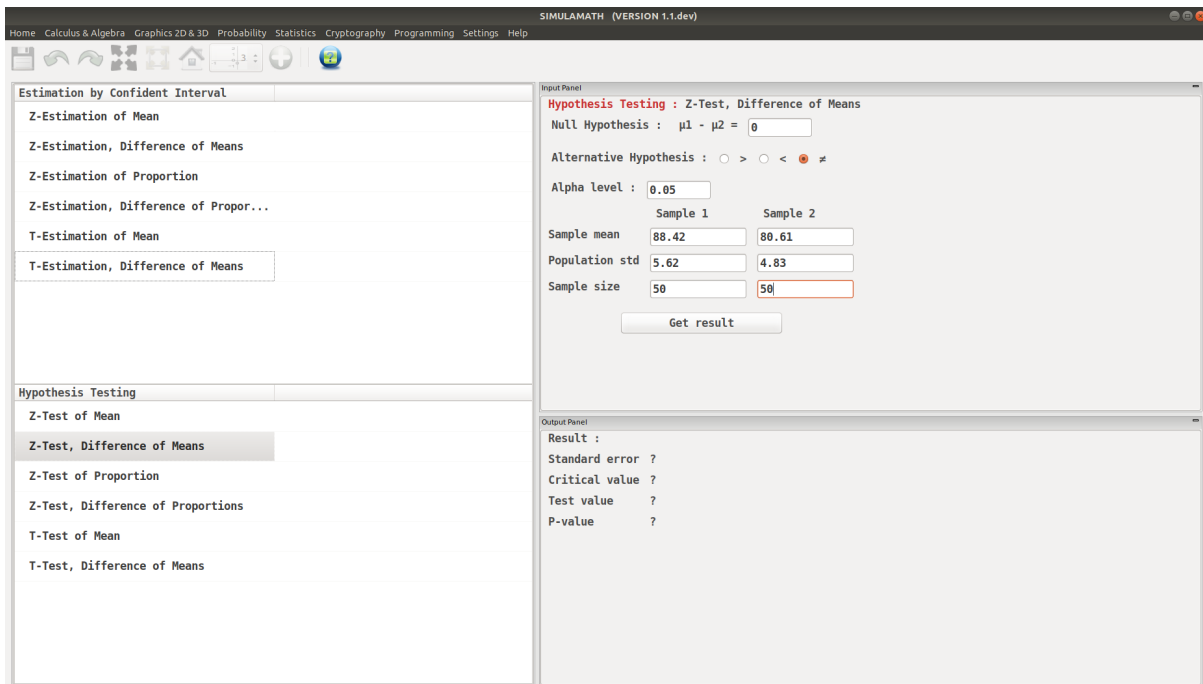 SIMULAMATH (VERSION 1.1.dev)
Home Calculus & Algebra Graphics 2D & 3D Probability Statistics Cryptography Programming Settings Help
3
Estimation by Confident Interval
Z-Estimation of Mean
Z-Estimation, Difference of Means
Z-Estimation of Proportion
Z-Estimation, Difference of Propor...
T-Estimation of Mean
T-Estimation, Difference of Means
Hypothesis Testing
Z-Test of Mean
Z-Test, Difference of Means
Z-Test of Proportion
Z-Test, Difference of Proportions
T-Test of Mean
T-Test, Difference of Means
Input Panel
Hypothesis Testing : Z-Test, Difference of Means
Null Hypothesis : μ1 - μ2 = 0
Alternative Hypothesis : > < ≠
Alpha level : 0.05
Sample 1 Sample 2
Sample mean 88.42 80.61
Population std 5.62 4.83
Sample size 50 50
Get result
Output Panel
Result :
Standard error ?
Critical value ?
Test value ?
P-value ?